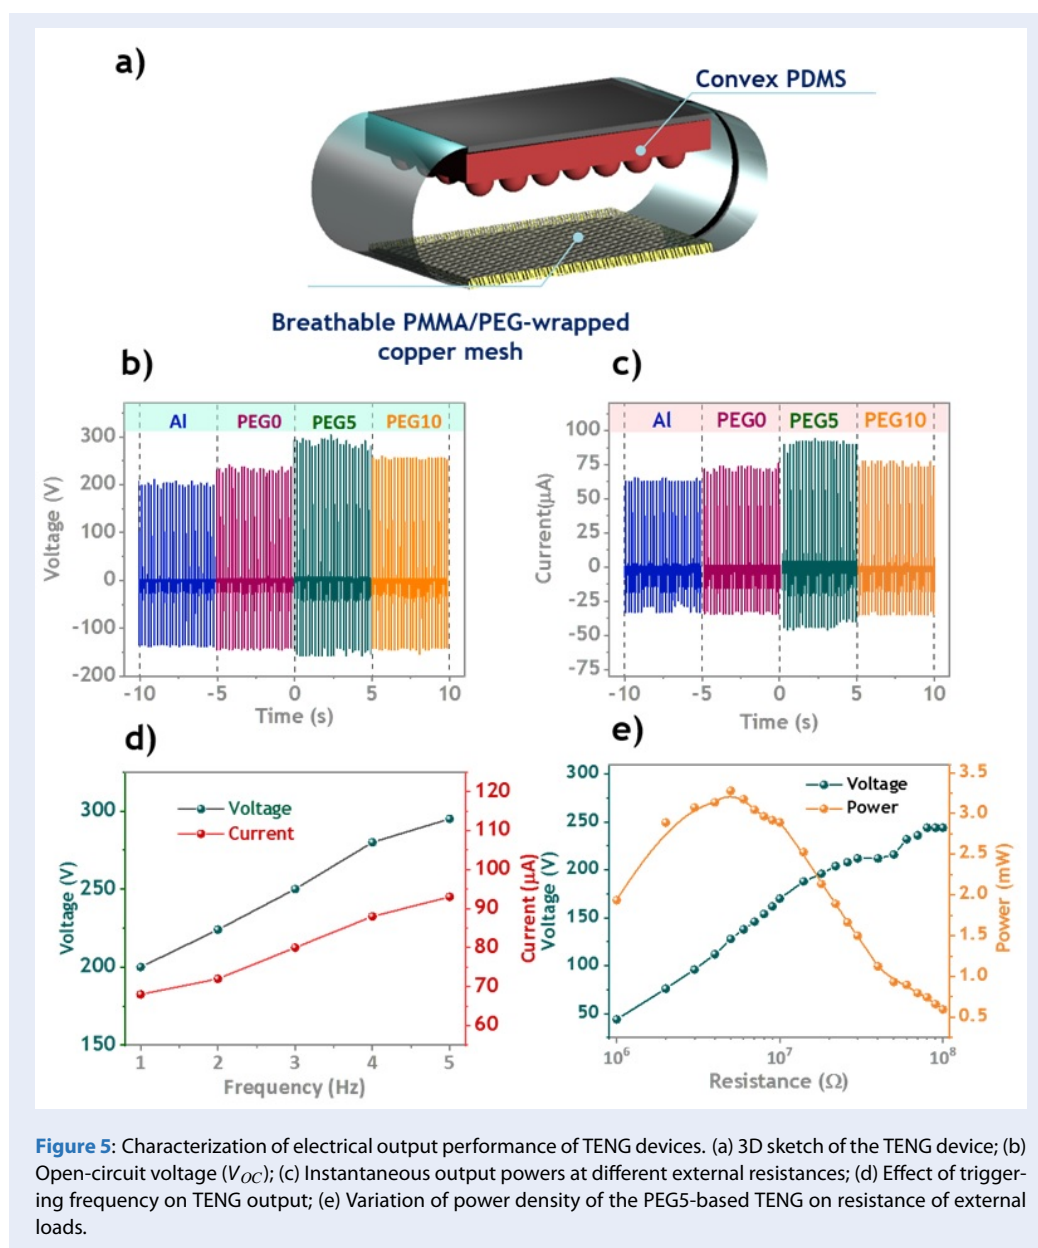 a)
Convex PDMS
Breathable PMMA/PEG-wrapped
copper mesh
b)
Al PEG0 PEG5 PEG10
300
200
100
0
-100
-200
Voltage (V)
-10 -5 0 5 10
Time (s)
c)
Al PEG0 PEG5 PEG10
100
75
50
25
0
-25
-50
-75
Current(μA)
-10 -5 0 5 10
Time (s)
d)
Voltage
Current
300
250
200
150
Voltage (V)
120
110
100
90
80
70
60
Current (μA)
1 2 3 4 5
Frequency (Hz)
e)
Voltage
Power
300
250
200
150
100
50
Voltage (V)
3.5
3.0
2.5
2.0
1.5
1.0
0.5
Power (mW)
10⁶ 10⁷ 10⁸
Resistance (Ω)
Figure 5: Characterization of electrical output performance of TENG devices. (a) 3D sketch of the TENG device; (b)
Open-circuit voltage (V_OC); (c) Instantaneous output powers at different external resistances; (d) Effect of trigger-
ing frequency on TENG output; (e) Variation of power density of the PEG5-based TENG on resistance of external
loads.